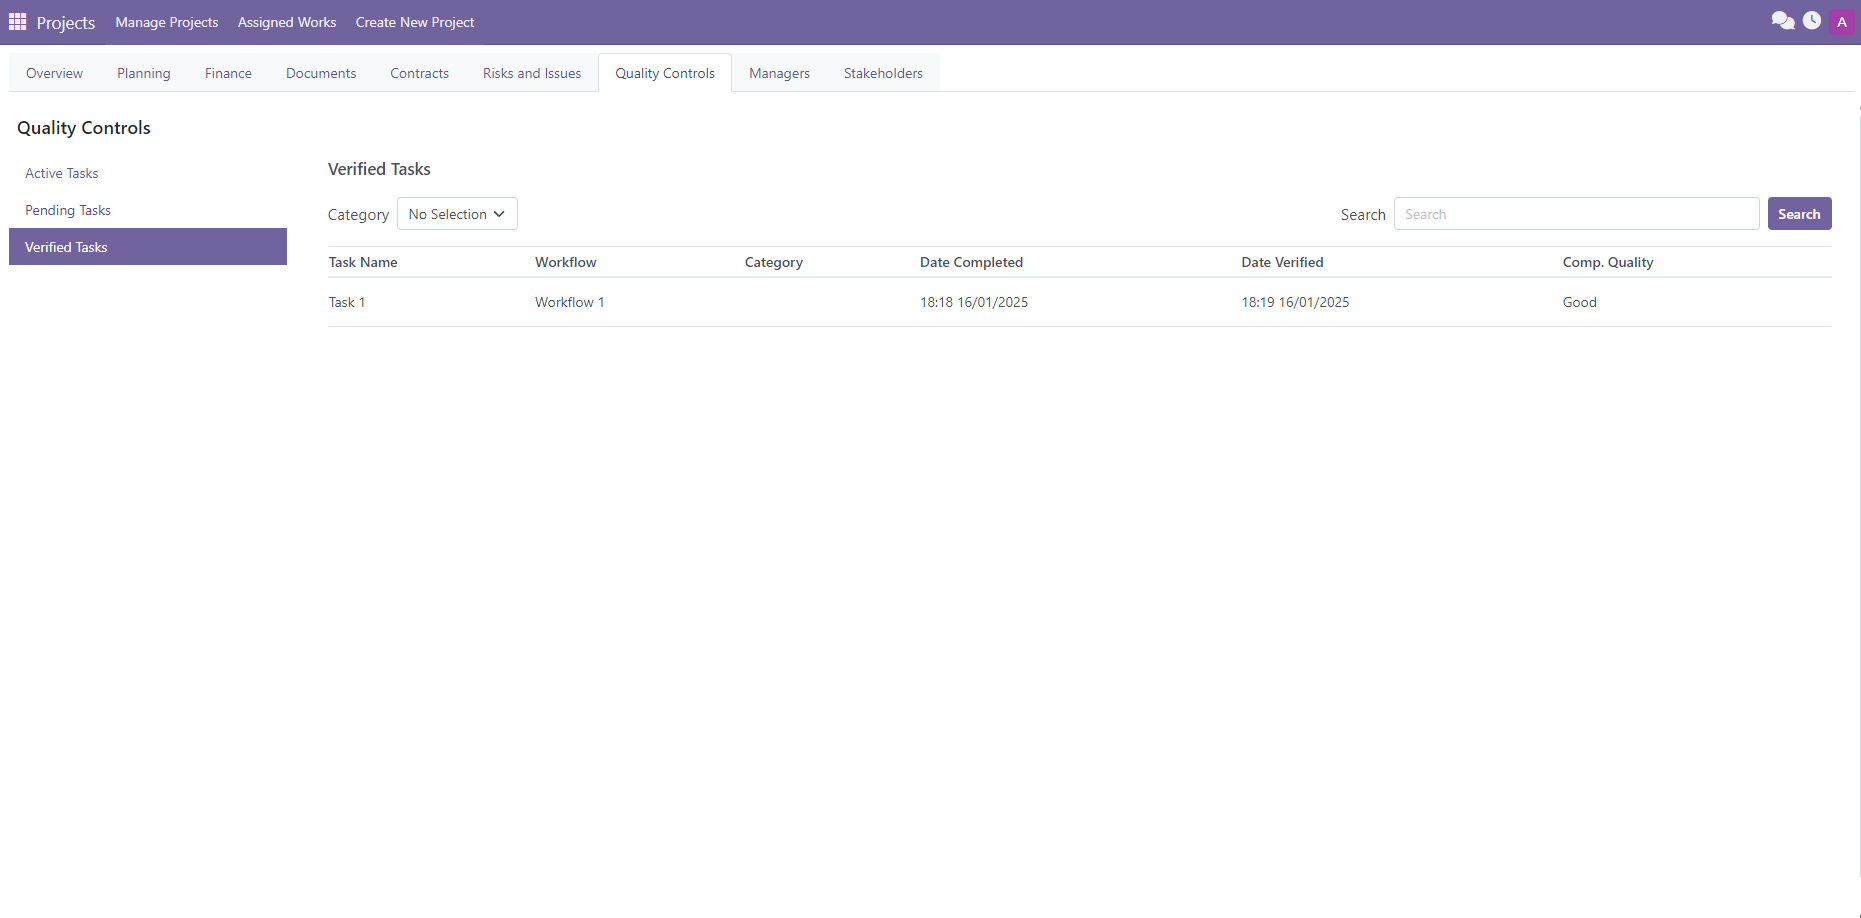 Projects Manage Projects Assigned Works Create New Project A
Overview Planning Finance Documents Contracts Risks and Issues Quality Controls Managers Stakeholders
Quality Controls
Active Tasks
Pending Tasks
Verified Tasks
Verified Tasks
Category No Selection Search Search Search
Task Name Workflow Category Date Completed Date Verified Comp. Quality
Task 1 Workflow 1 18:18 16/01/2025 18:19 16/01/2025 Good